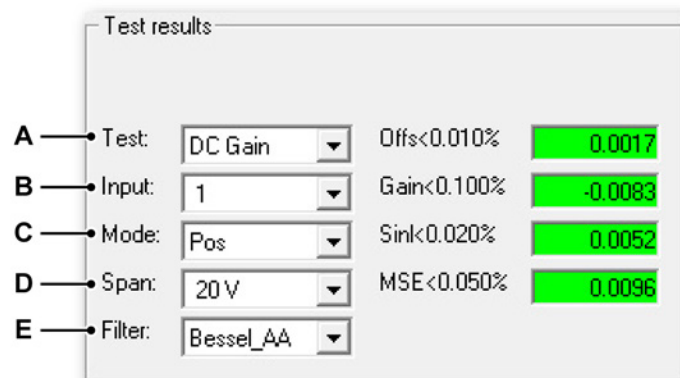 Test results
A Test: DC Gain Offs<0.010% 0.0017
B Input: 1 Gain<0.100% -0.0083
C Mode: Pos Sinl<0.020% 0.0052
D Span: 20 V MSE<0.050% 0.0096
E Filter: Bessel_AA